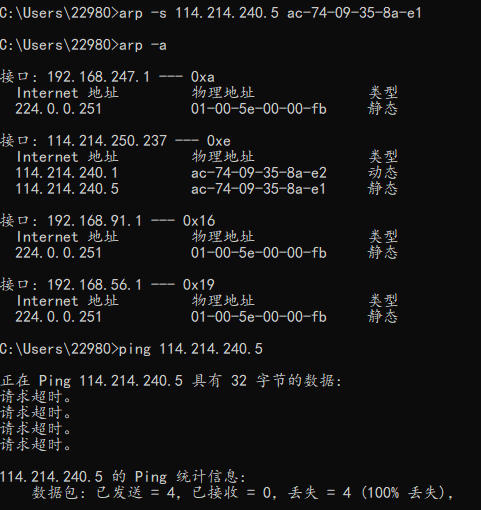 C:\Users\22980>arp -s 114.214.240.5 ac-74-09-35-8a-e1
C:\Users\22980>arp -a
接口: 192.168.247.1 --- 0xa
Internet 地址 物理地址 类型
224.0.0.251 01-00-5e-00-00-fb 静态
接口: 114.214.250.237 --- 0xe
Internet 地址 物理地址 类型
114.214.240.1 ac-74-09-35-8a-e2 动态
114.214.240.5 ac-74-09-35-8a-e1 静态
接口: 192.168.91.1 --- 0x16
Internet 地址 物理地址 类型
224.0.0.251 01-00-5e-00-00-fb 静态
接口: 192.168.56.1 --- 0x19
Internet 地址 物理地址 类型
224.0.0.251 01-00-5e-00-00-fb 静态
C:\Users\22980>ping 114.214.240.5
正在 Ping 114.214.240.5 具有 32 字节的数据:
请求超时。
请求超时。
请求超时。
请求超时。
114.214.240.5 的 Ping 统计信息:
数据包: 已发送 = 4, 已接收 = 0, 丢失 = 4 (100% 丢失),